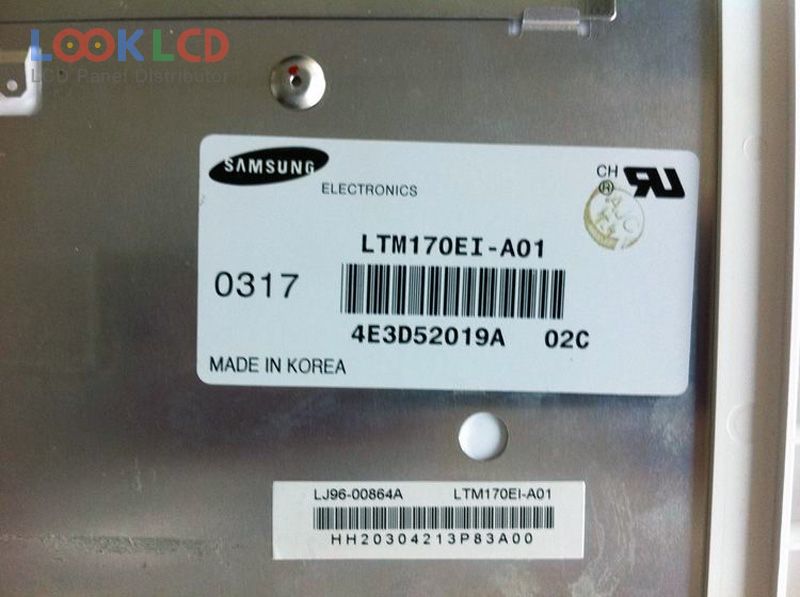 LOOKLCD
LCD Panel Distributor
SAMSUNG
ELECTRONICS
CH
®
LTM170EI-A01
0317
4E3D52019A 02C
MADE IN KOREA
LJ96-00864A LTM170EI-A01
HH20304213P83A00